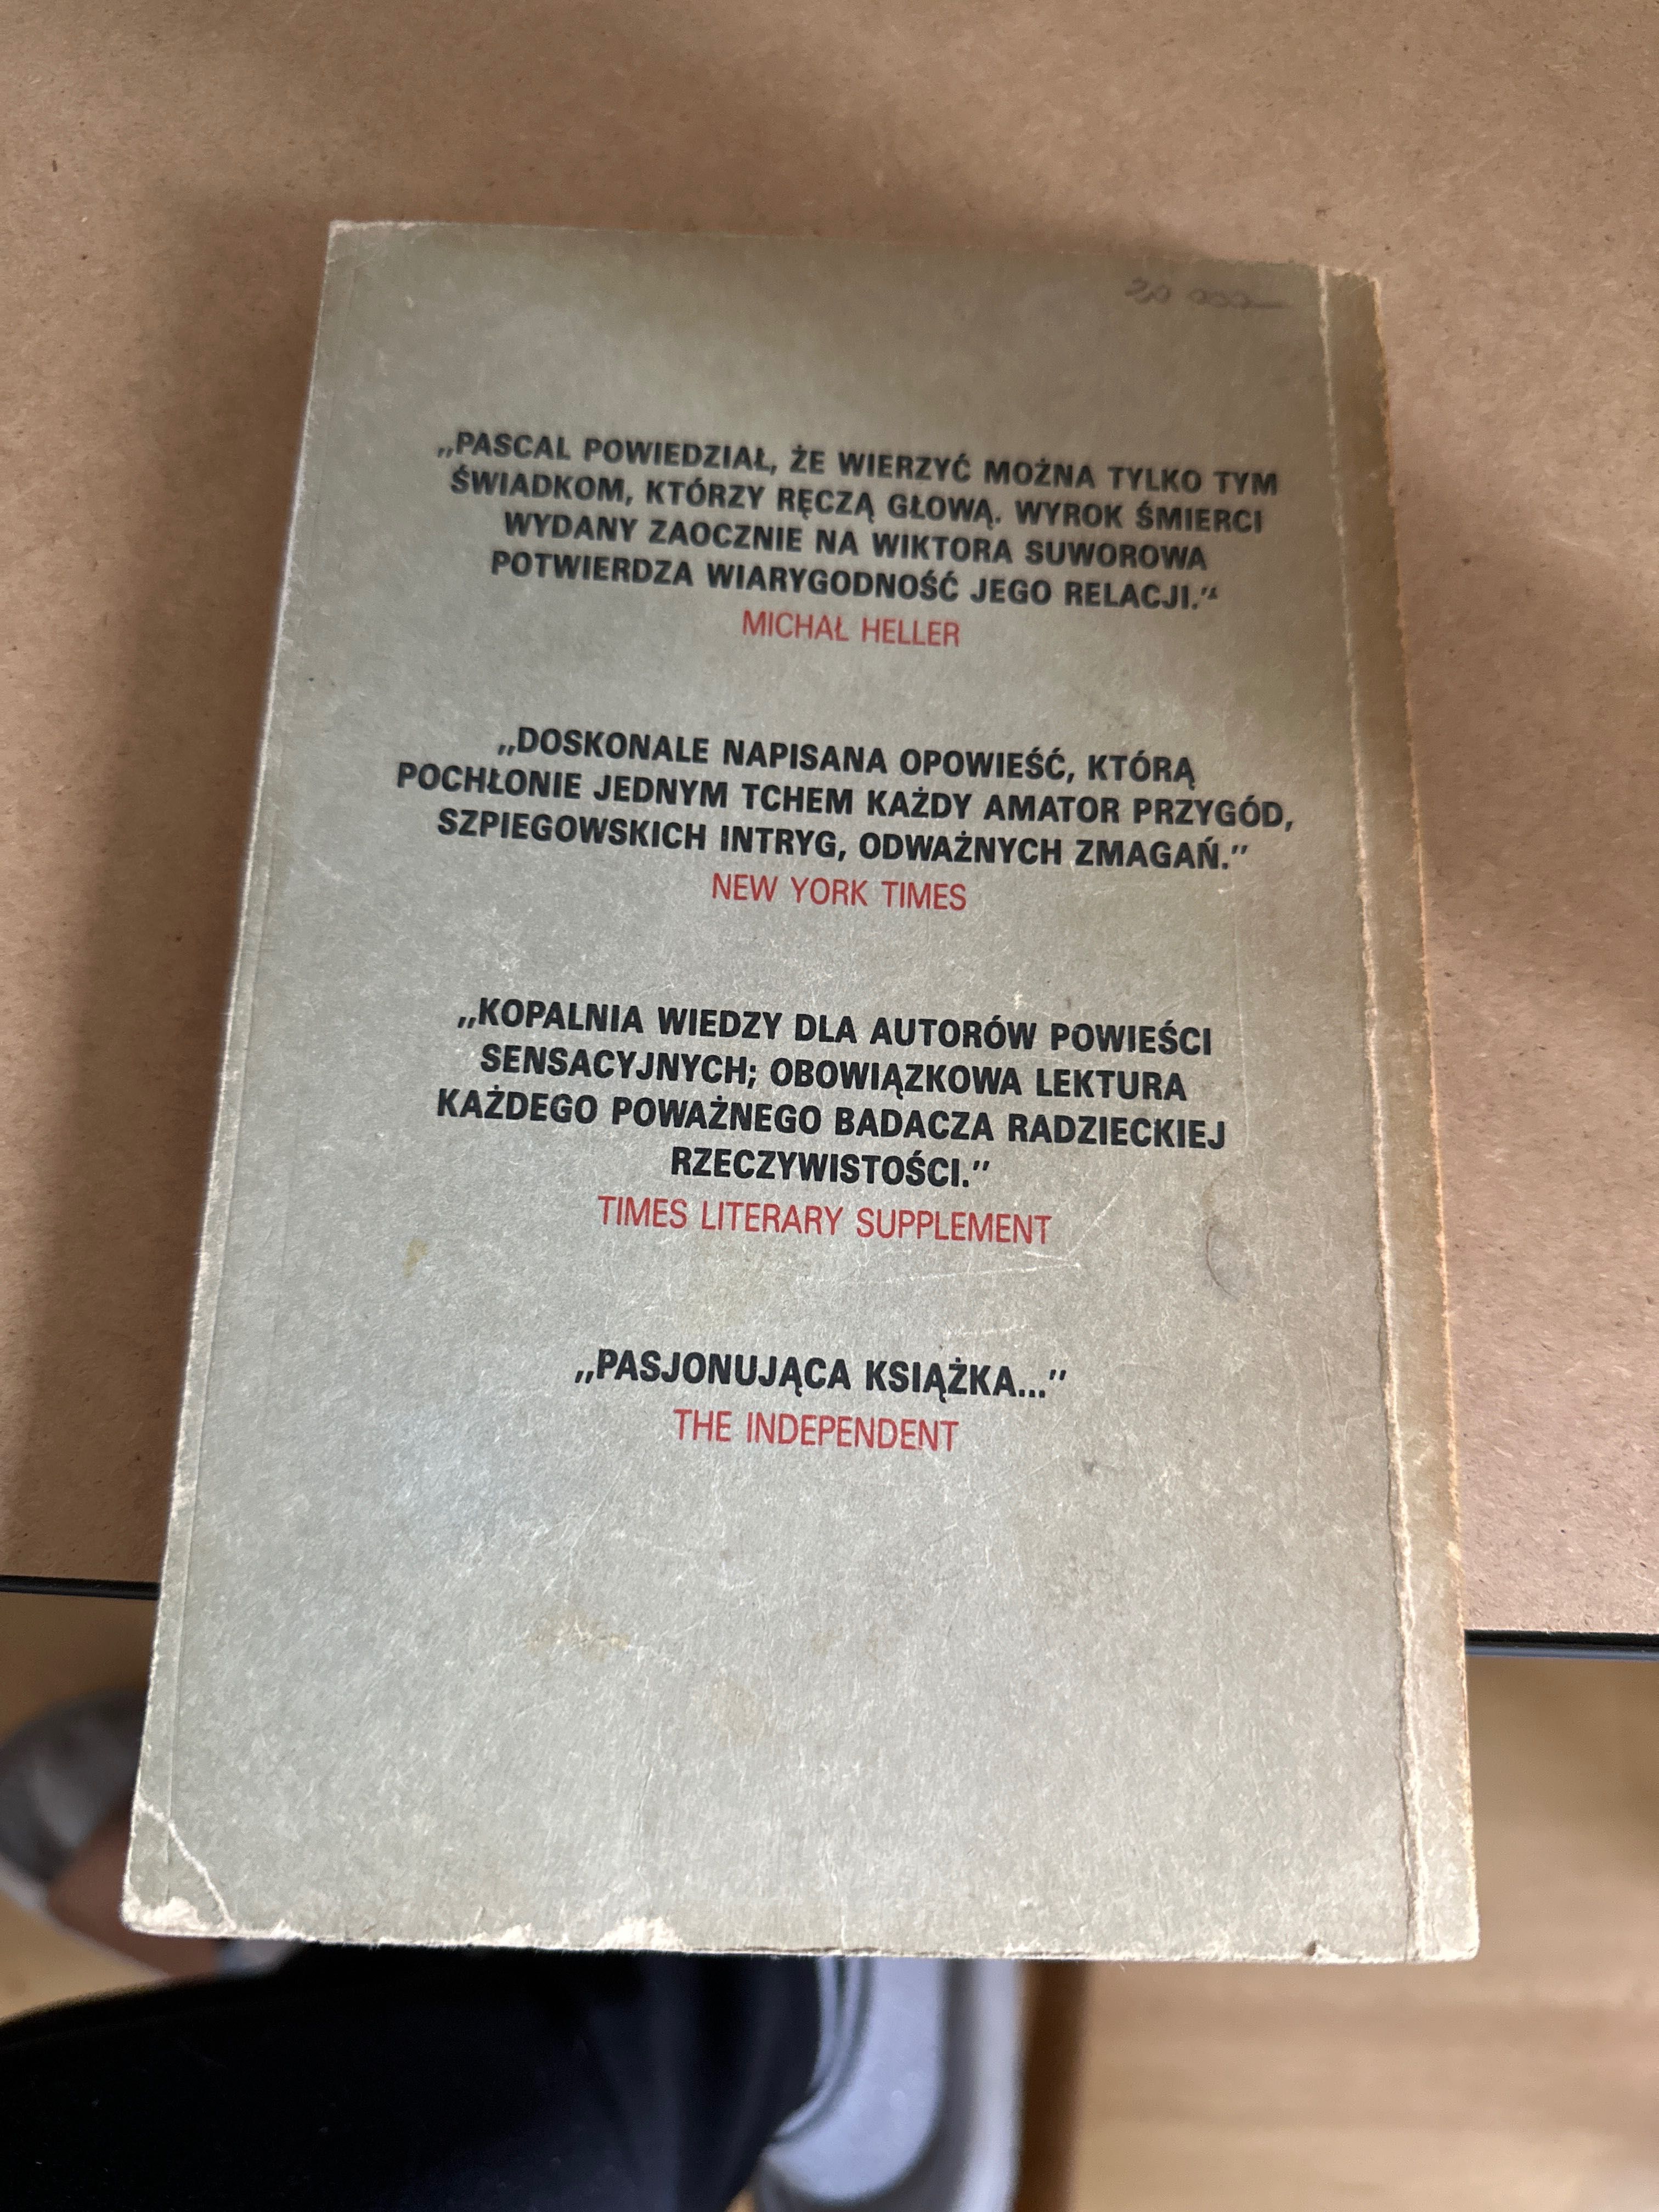 20 000
„PASCAL POWIEDZIAŁ, ŻE WIERZYĆ MOŻNA TYLKO TYM
ŚWIADKOM, KTÓRZY RĘCZĄ GŁOWĄ. WYROK ŚMIERCI
WYDANY ZAOCZNIE NA WIKTORA SUWOROWA
POTWIERDZA WIARYGODNOŚĆ JEGO RELACJI.“
MICHAŁ HELLER
„DOSKONALE NAPISANA OPOWIEŚĆ, KTÓRĄ
POCHŁONIE JEDNYM TCHEM KAŻDY AMATOR PRZYGÓD,
SZPIEGOWSKICH INTRYG, ODWAŻNYCH ZMAGAŃ.”
NEW YORK TIMES
„KOPALNIA WIEDZY DLA AUTORÓW POWIEŚCI
SENSACYJNYCH; OBOWIĄZKOWA LEKTURA
KAŻDEGO POWAŻNEGO BADACZA RADZIECKIEJ
RZECZYWISTOŚCI.”
TIMES LITERARY SUPPLEMENT
„PASJONUJĄCA KSIĄŻKA...”
THE INDEPENDENT